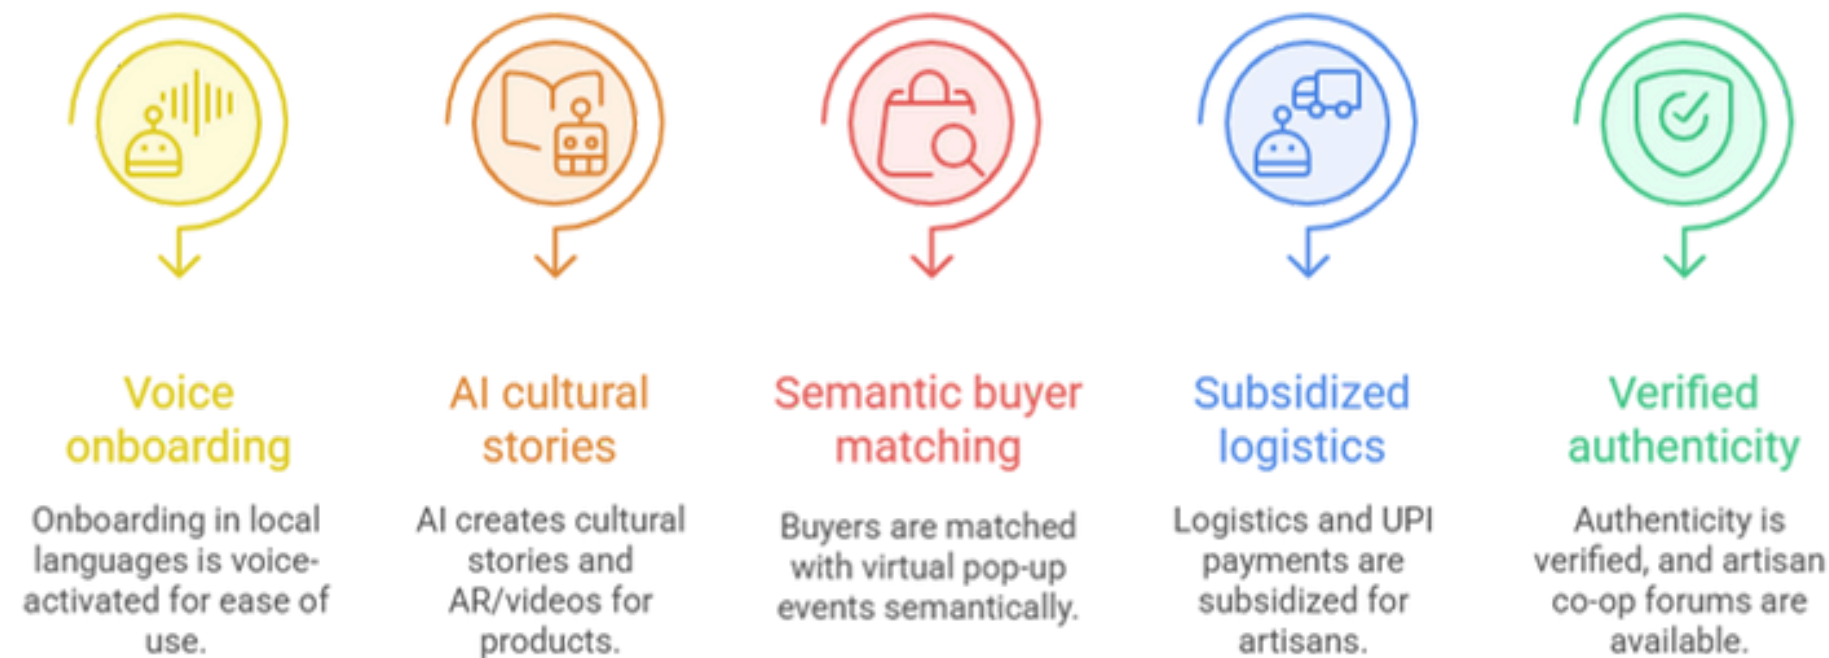 Voice
onboarding
Onboarding in local
languages is voice-
activated for ease of
use.
AI cultural
stories
AI creates cultural
stories and
AR/videos for
products.
Semantic buyer
matching
Buyers are matched
with virtual pop-up
events semantically.
Subsidized
logistics
Logistics and UPI
payments are
subsidized for
artisans.
Verified
authenticity
Authenticity is
verified, and artisan
co-op forums are
available.